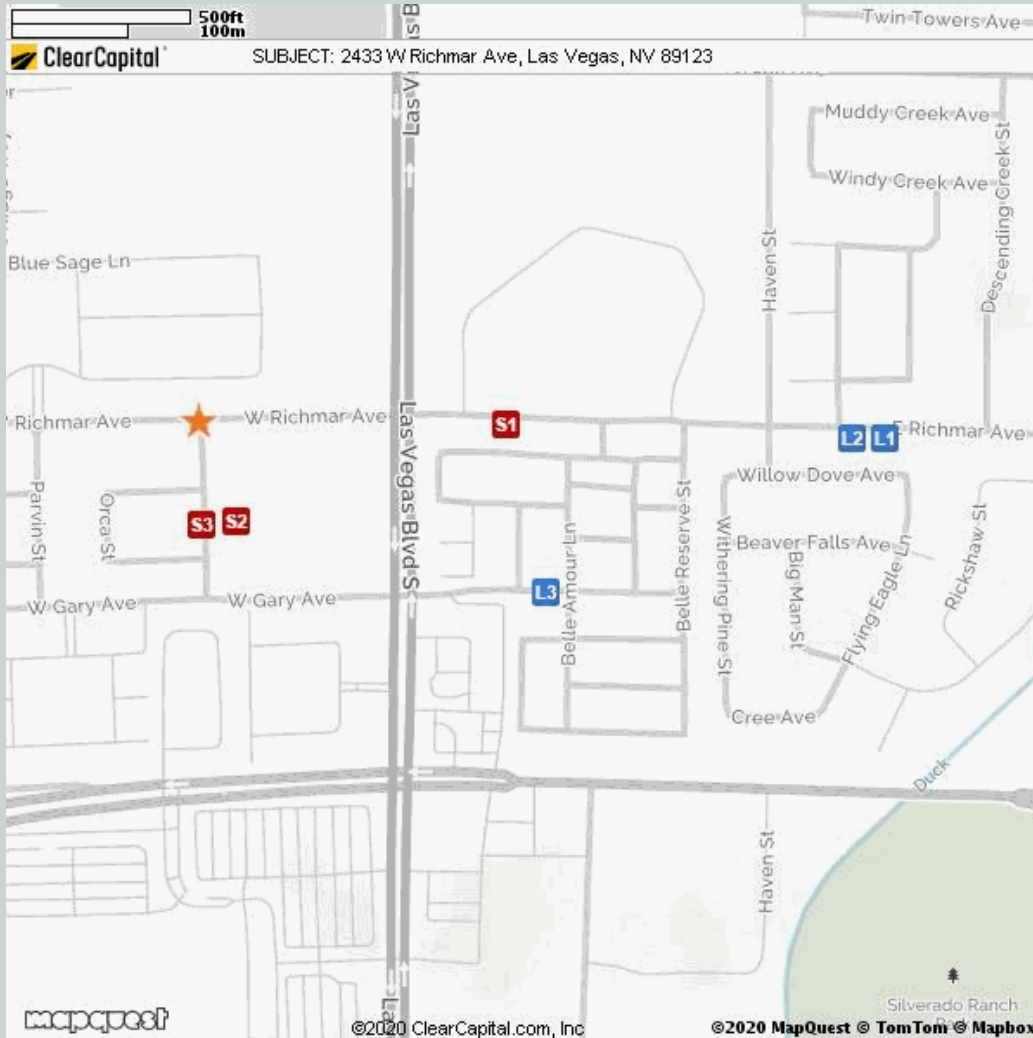 500ft
100m
Twin Towers Ave
ClearCapital
SUBJECT: 2433 W Richmar Ave, Las Vegas, NV 89123
Muddy Creek Ave
Windy Creek Ave
Descending Creek St
Haven St
Blue Sage Ln
Richmar Ave
W Richmar Ave
S1
L2
L1
E Richmar Ave
Las Vegas Blvd S
Willow Dove Ave
Parvin St
Orca St
S3
S2
Belle Amour Ln
Belle Reserve St
Withering Pine St
Beaver Falls Ave
Big Man St
Flying Eagle Ln
Rickshaw St
W Gary Ave
W Gary Ave
L3
Cree Ave
Duck
Haven St
Silverado Ranch
mapquest
©2020 ClearCapital.com, Inc
©2020 MapQuest © TomTom © Mapbox